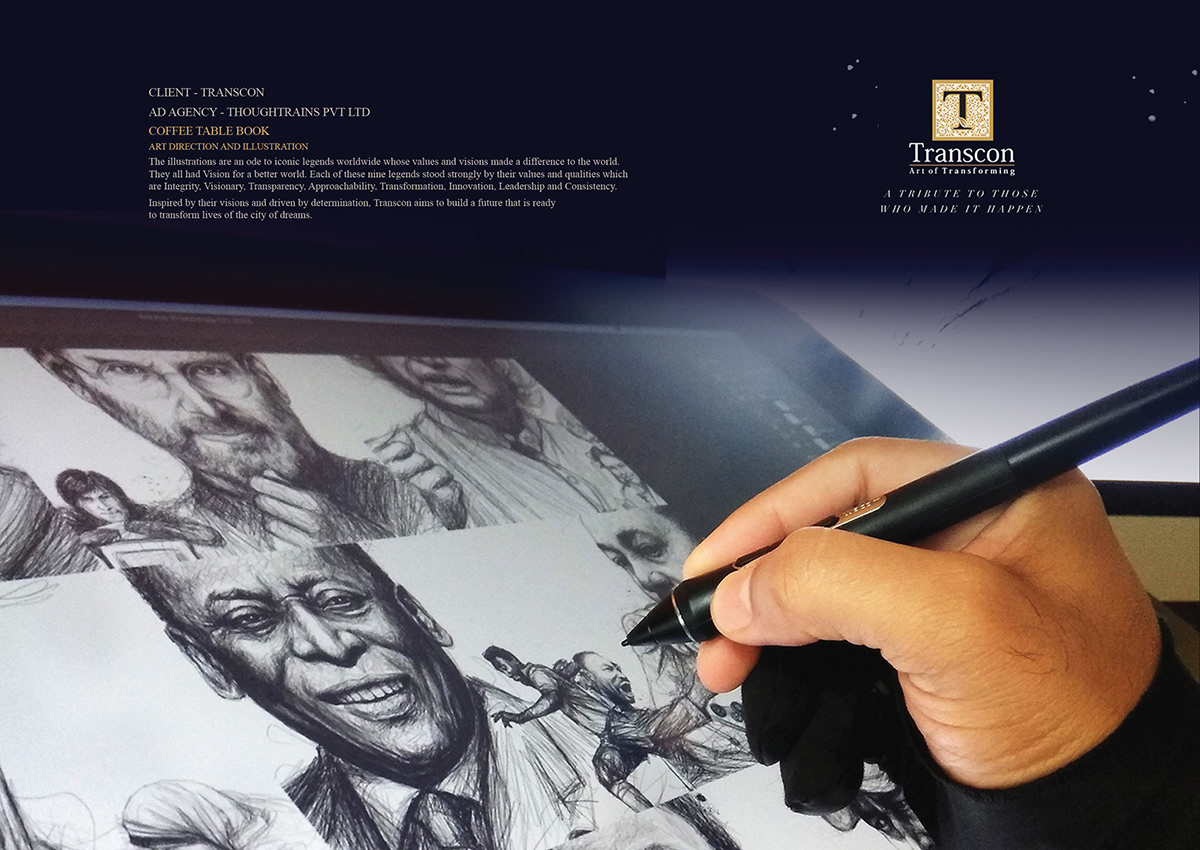 CLIENT - TRANSCON
AD AGENCY - THOUGHTRAINS PVT LTD
COFFEE TABLE BOOK
ART DIRECTION AND ILLUSTRATION
The illustrations are an ode to iconic legends worldwide whose values and visions made a difference to the world.
They all had Vision for a better world. Each of these nine legends stood strongly by their values and qualities which
are Integrity, Visionary, Transparency, Approachability, Transformation, Innovation, Leadership and Consistency.
Inspired by their visions and driven by determination, Transcon aims to build a future that is ready
to transform lives of the city of dreams.
T
Transcon
Art of Transforming
A TRIBUTE TO THOSE
WHO MADE IT HAPPEN